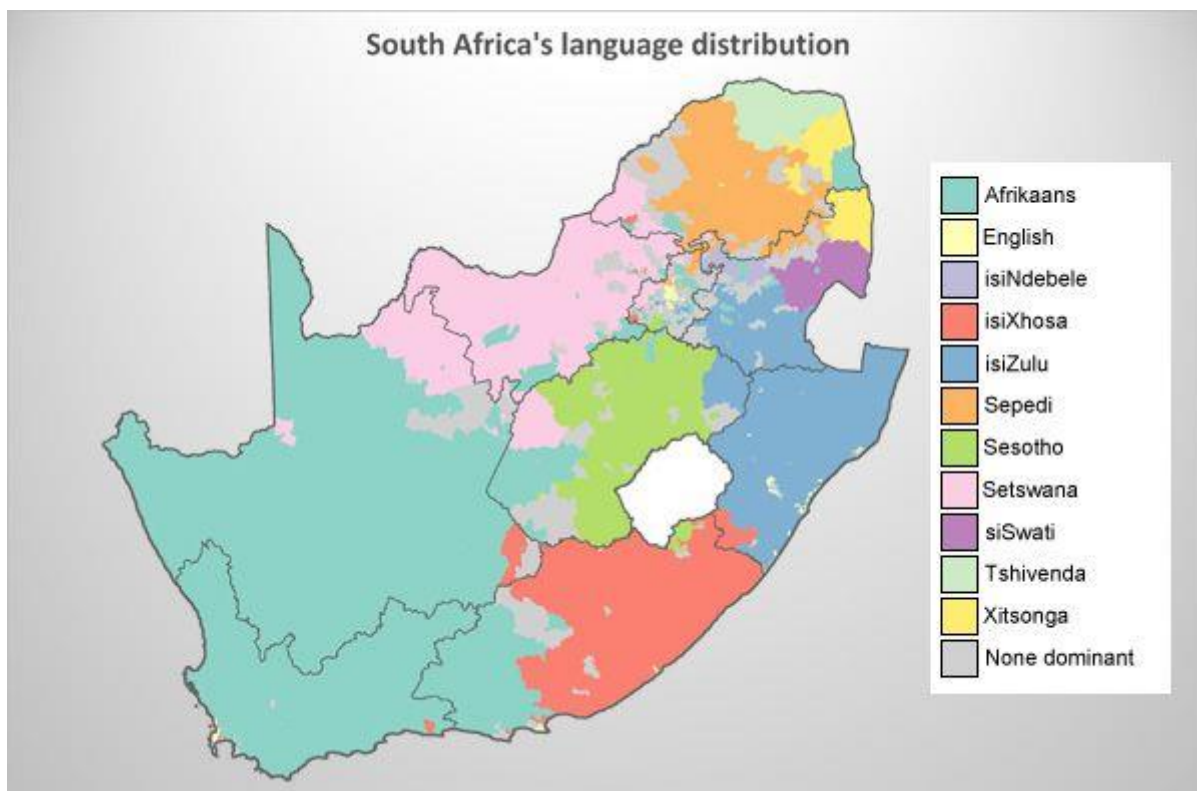 South Africa's language distribution
Afrikaans
English
isiNdebele
isiXhosa
isiZulu
Sepedi
Sesotho
Setswana
siSwati
Tshivenda
Xitsonga
None dominant